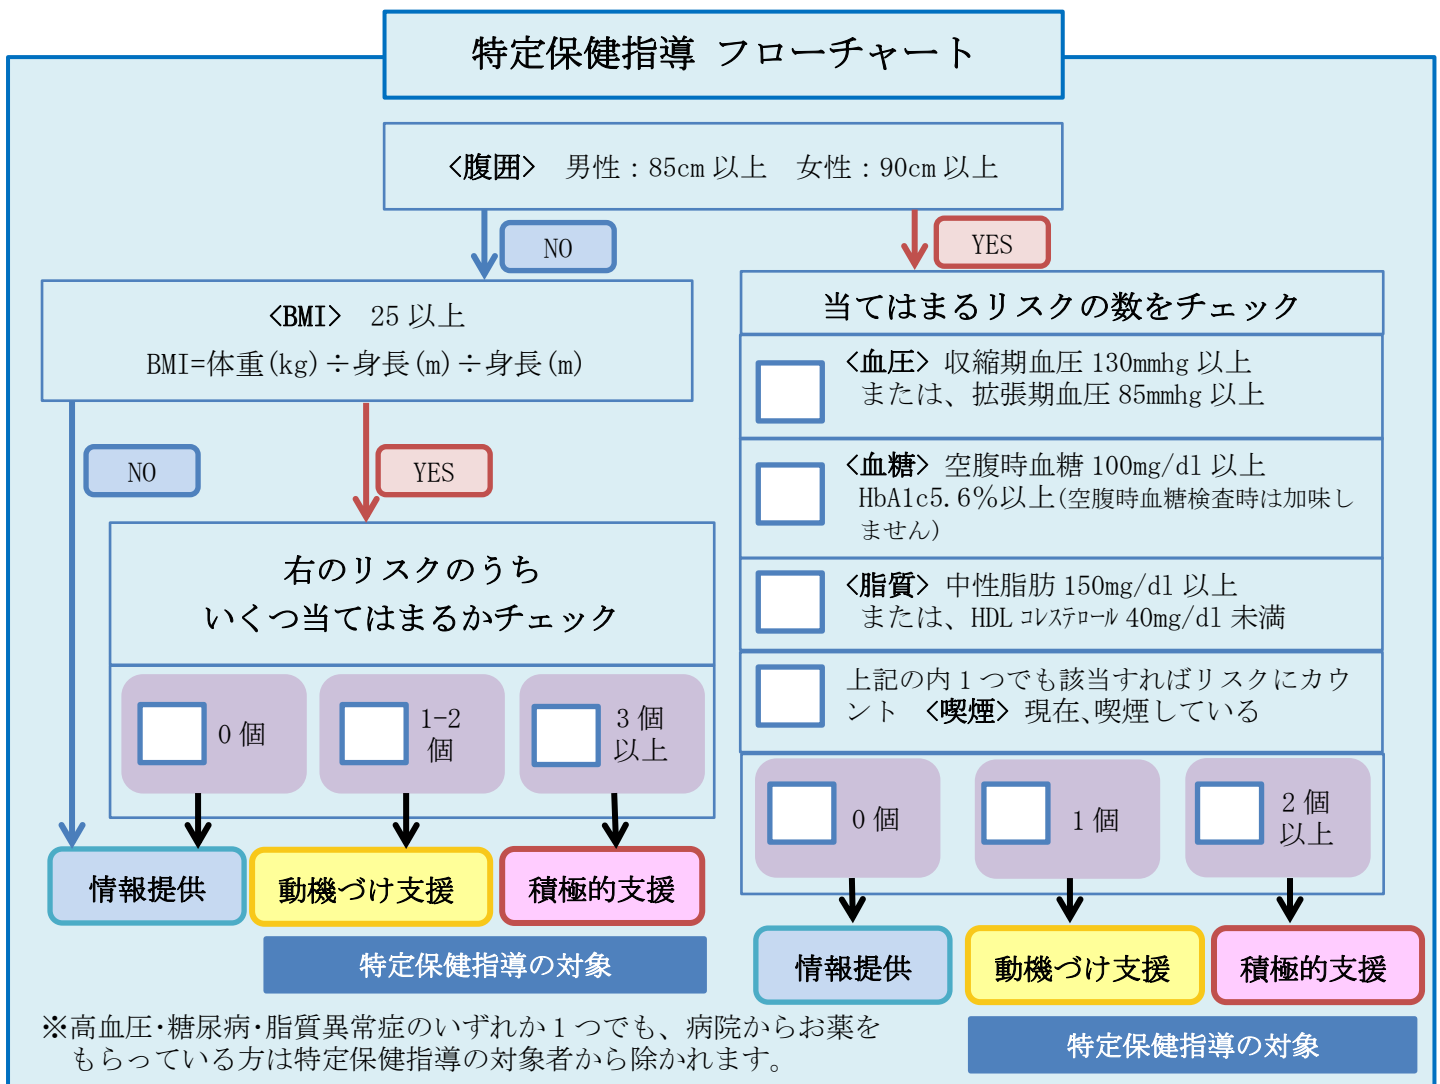 特定保健指導 フローチャート
<腹囲> 男性：85cm 以上 女性：90cm 以上
NO
YES
<BMI> 25 以上
BMI=体重(kg)÷身長(m)÷身長(m)
NO
YES
右のリスクのうち
いくつ当てはまるかチェック
0 個
1-2
個
3 個
以上
情報提供
動機づけ支援
積極的支援
特定保健指導の対象
当てはまるリスクの数をチェック
<血圧> 収縮期血圧 130mmhg 以上
または、拡張期血圧 85mmhg 以上
<血糖> 空腹時血糖 100mg/dl 以上
HbA1c5.6％以上(空腹時血糖検査時は加味し
ません)
<脂質> 中性脂肪 150mg/dl 以上
または、HDL ｺﾚｽﾃﾛｰﾙ 40mg/dl 未満
上記の内 1 つでも該当すればリスクにカウ
ント <喫煙> 現在、喫煙している
0 個
1 個
2 個
以上
情報提供
動機づけ支援
積極的支援
特定保健指導の対象
※高血圧･糖尿病･脂質異常症のいずれか 1 つでも、病院からお薬を
もらっている方は特定保健指導の対象者から除かれます。